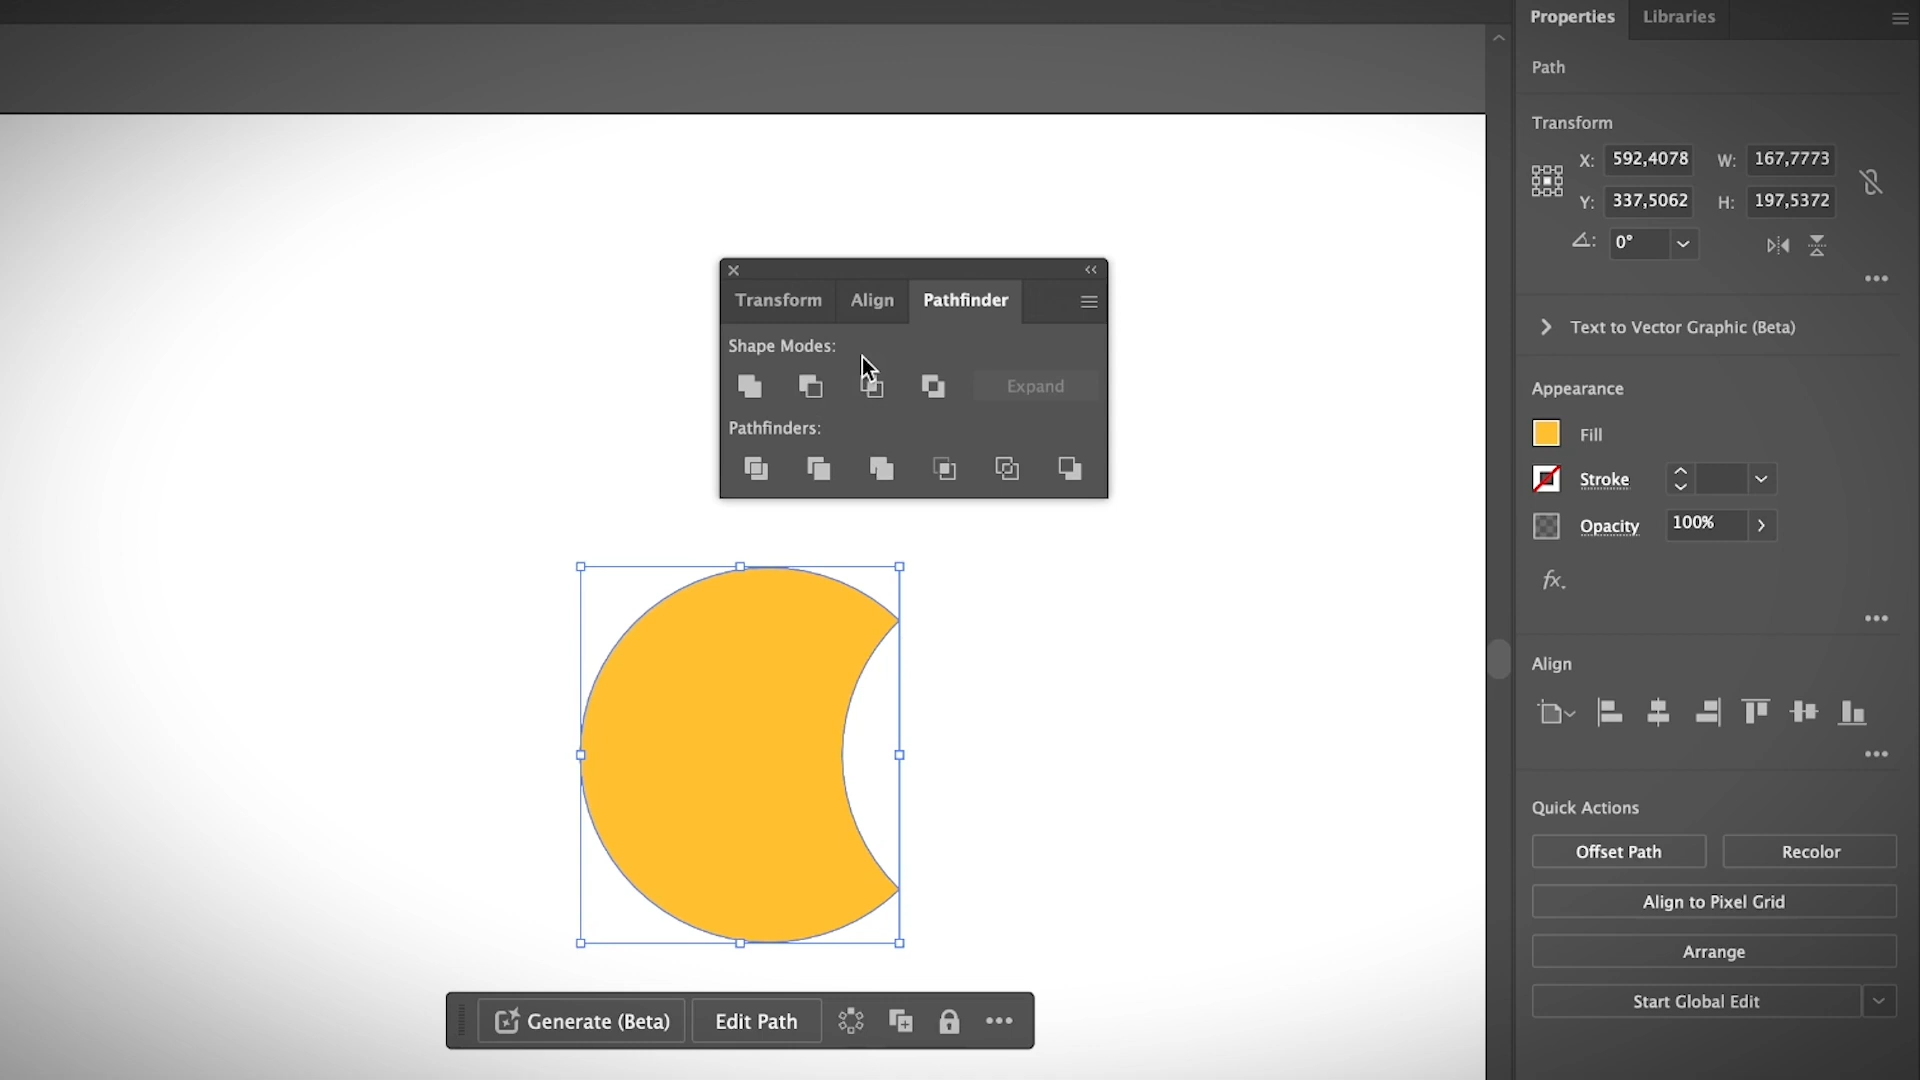 Properties
Libraries
Path
Transform
X: 592,4078 W: 167,7773
Y: 337,5062 H: 197,5372
0°
Text to Vector Graphic (Beta)
Appearance
Fill
Stroke
Opacity 100%
fx.
Align
Quick Actions
Offset Path
Recolor
Align to Pixel Grid
Arrange
Start Global Edit
Transform
Align
Pathfinder
Shape Modes:
Expand
Pathfinders:
Generate (Beta)
Edit Path